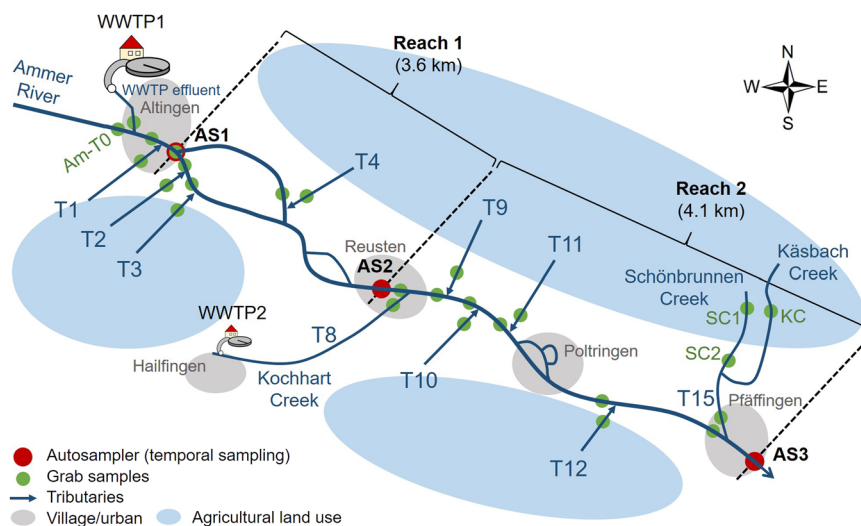 WWTP1
Reach 1
(3.6 km)
N
W E
S
Ammer
River
WWTP effluent
Altingen
AS1
Am-T0
T4
T1
T2
T3
Reach 2
(4.1 km)
T9
T11
Reusten
AS2
Käsbach
Creek
Schönbrunnen
Creek
SC1
KC
WWTP2
T8
SC2
Hailfingen
Kochhart
Creek
T10
Poltringen
T15
Pfäffingen
T12
AS3
Autosampler (temporal sampling)
Grab samples
Tributaries
Village/urban
Agricultural land use